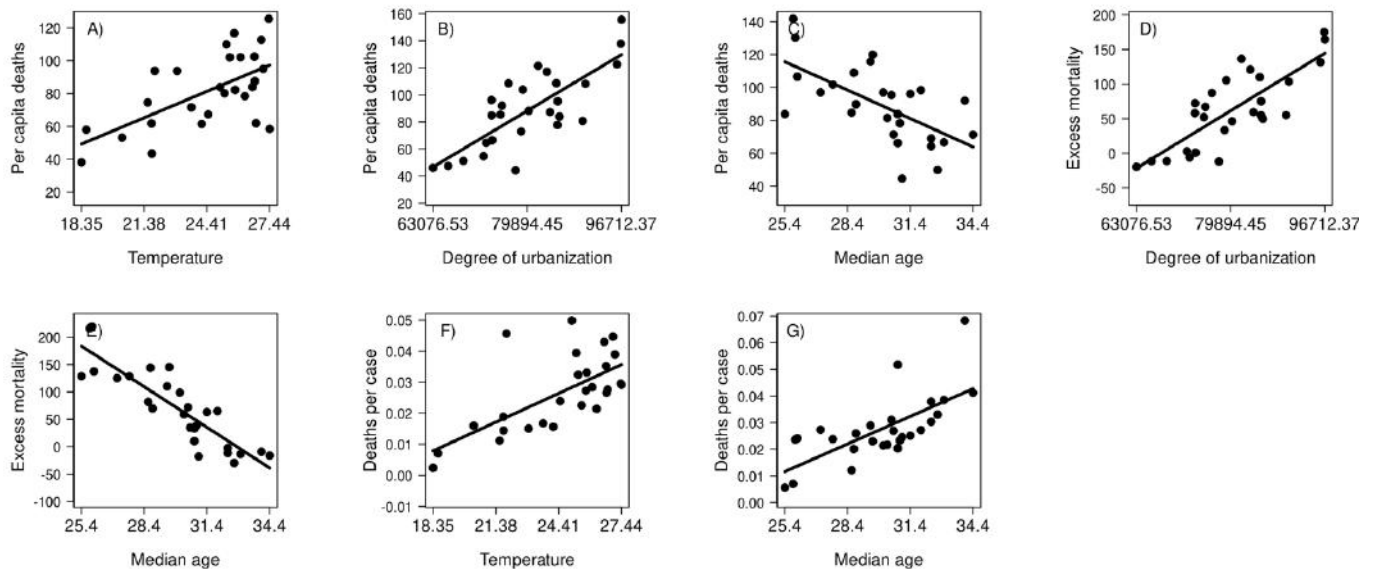 A)
Per capita deaths
120
100
80
60
40
20
18.35 21.38 24.41 27.44
Temperature
B)
Per capita deaths
160
140
120
100
80
60
40
20
63076.53 79894.45 96712.37
Degree of urbanization
C)
Per capita deaths
140
120
100
80
60
40
25.4 28.4 31.4 34.4
Median age
D)
Excess mortality
200
150
100
50
0
-50
63076.53 79894.45 96712.37
Degree of urbanization
E)
Excess mortality
200
150
100
50
0
-50
-100
25.4 28.4 31.4 34.4
Median age
F)
Deaths per case
0.05
0.04
0.03
0.02
0.01
0.00
-0.01
18.35 21.38 24.41 27.44
Temperature
G)
Deaths per case
0.07
0.06
0.05
0.04
0.03
0.02
0.01
0.00
25.4 28.4 31.4 34.4
Median age